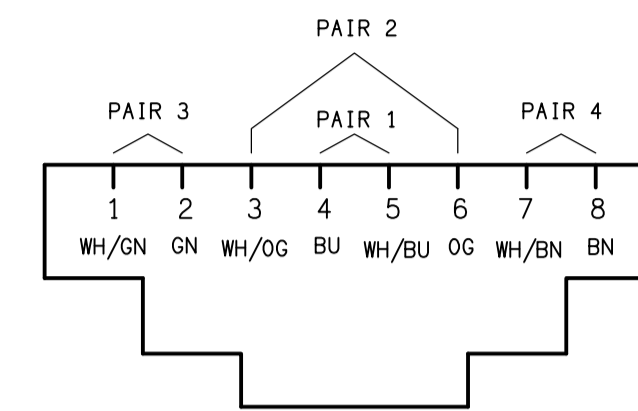 PAIR 2
PAIR 3 PAIR 1 PAIR 4
1 2 3 4 5 6 7 8
WH/GN GN WH/OG BU WH/BU OG WH/BN BN